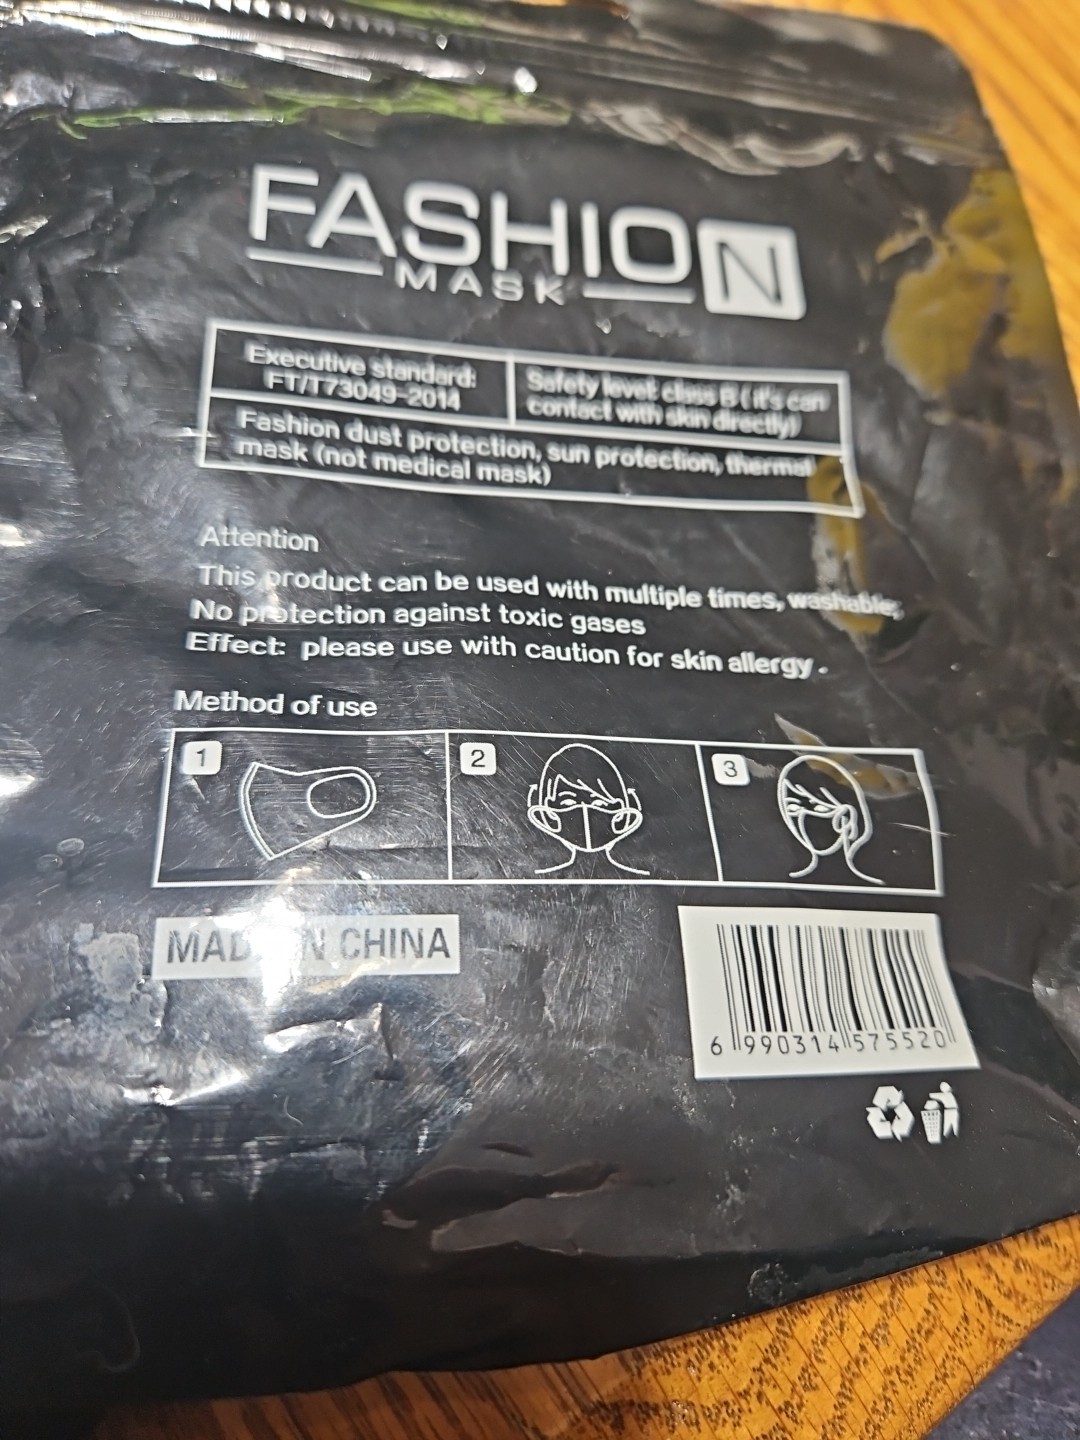 FASHION
MASK
Executive standard:
FT/T73049-2014
Safety level: class B ( it's can
contact with skin directly)
Fashion dust protection, sun protection, thermal
mask (not medical mask)
Attention
This product can be used with multiple times, washable;
No protection against toxic gases
Effect: please use with caution for skin allergy .
Method of use
1
2
3
MADE IN CHINA
6 990314 575520